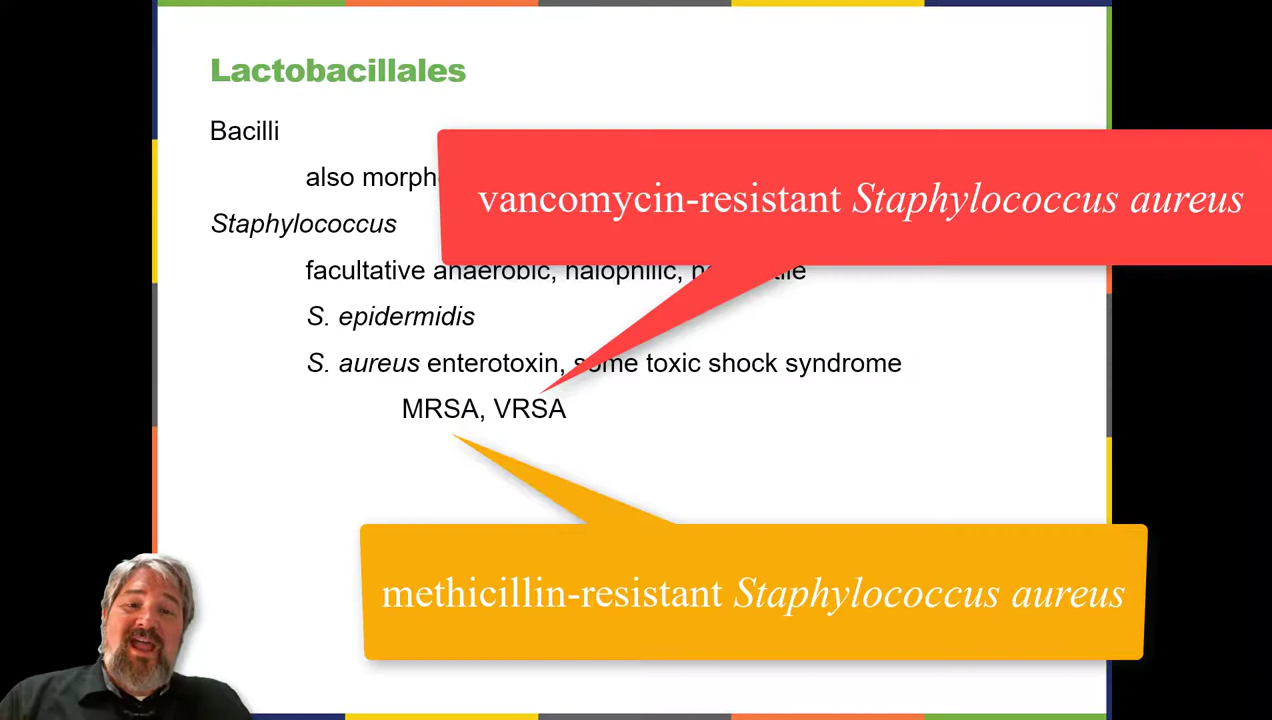 Lactobacillales
Bacilli
also
vancomycin-resistant Staphylococcus aureus
Staphylococcus
facultative anaerobic, halophilic,
S. epidermidis
S. aureus enterotoxin, some toxic shock syndrome
MRSA, VRSA
methicillin-resistant Staphylococcus aureus